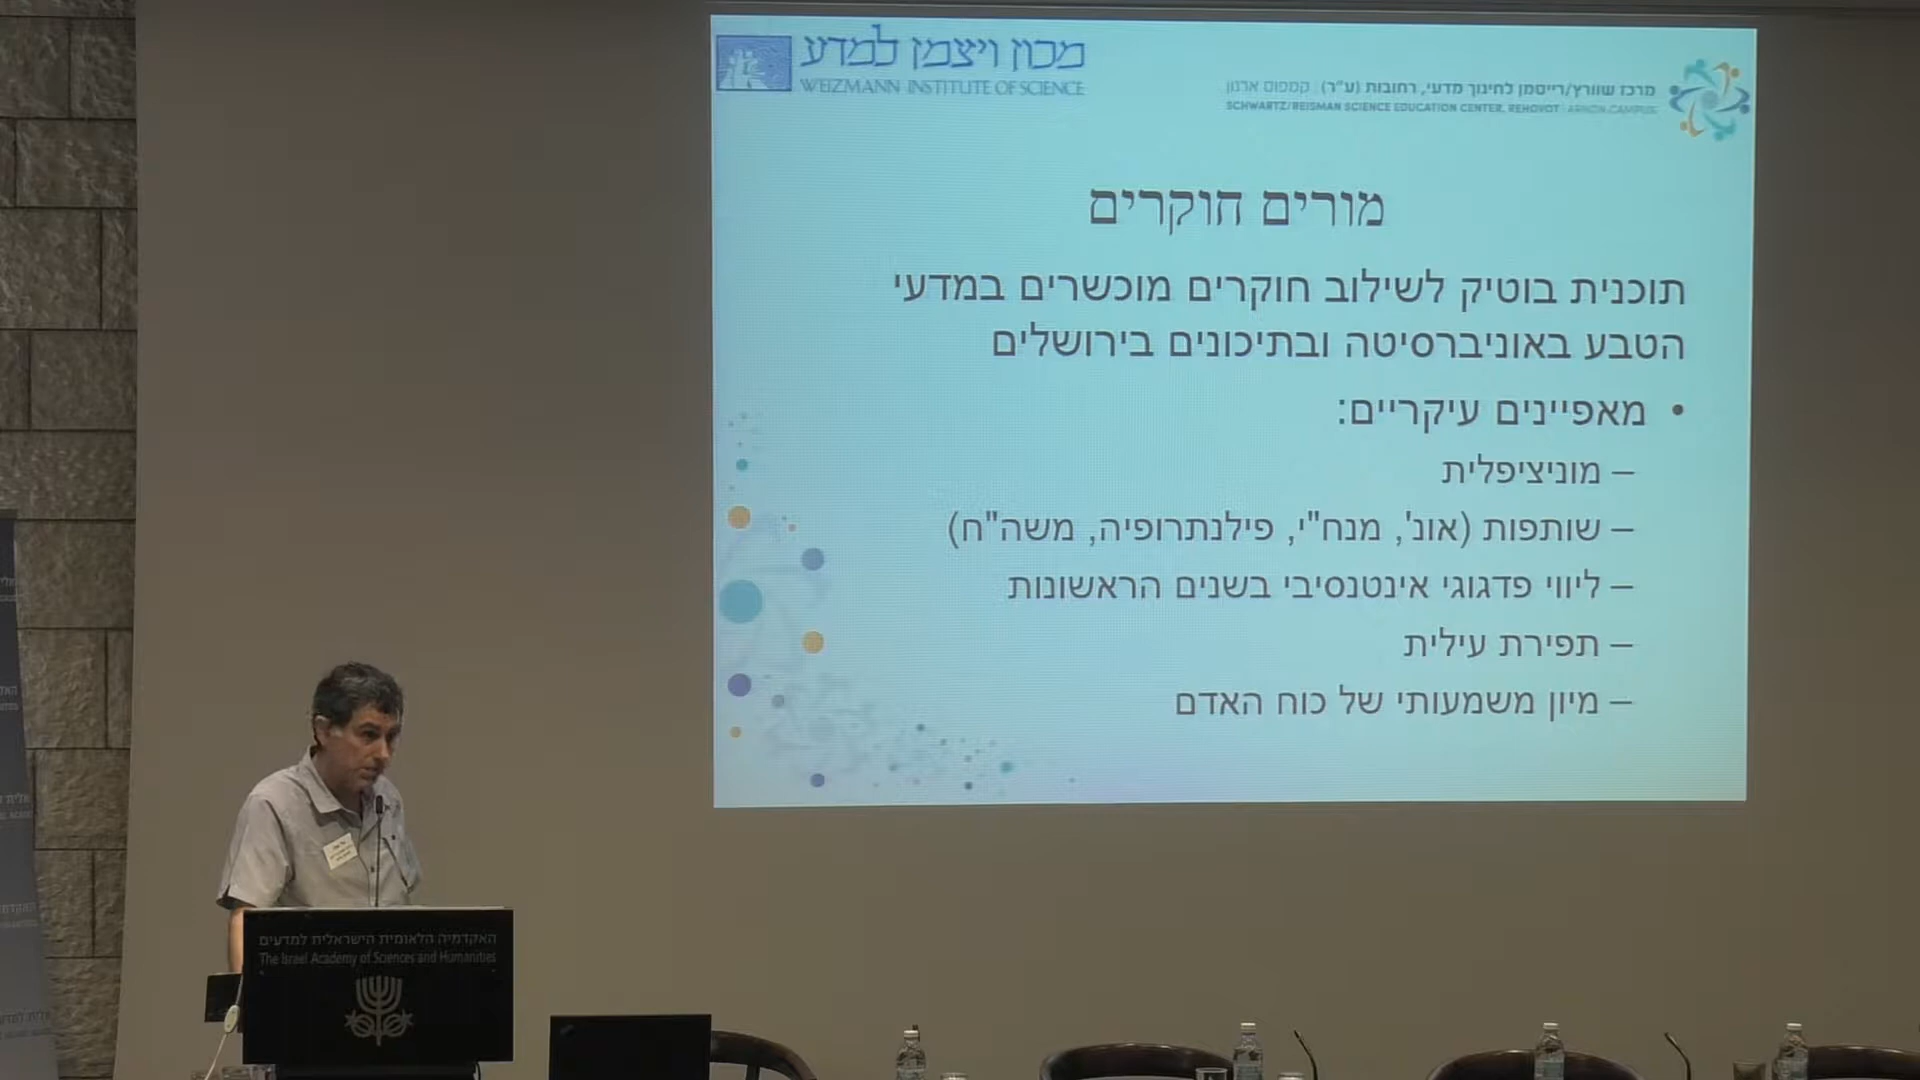 מכון ויצמן למדע
WEIZMANN INSTITUTE OF SCIENCE
מרכז שוורץ/רייסמן לחינוך מדעי, רחובות (ע"ר) | קמפוס ארנון
SCHWARTZ/REISMAN SCIENCE EDUCATION CENTER, REHOVOT | ARNON CAMPUS
מורים חוקרים
תוכנית בוטיק לשילוב חוקרים מוכשרים במדעי
הטבע באוניברסיטה ובתיכונים בירושלים
• מאפיינים עיקריים:
– מוניציפלית
– שותפות (אונ', מנח"י, פילנתרופיה, משה"ח)
– ליווי פדגוגי אינטנסיבי בשנים הראשונות
– תפירת עילית
– מיון משמעותי של כוח האדם
האקדמיה הלאומית הישראלית למדעים
The Israel Academy of Sciences and Humanities